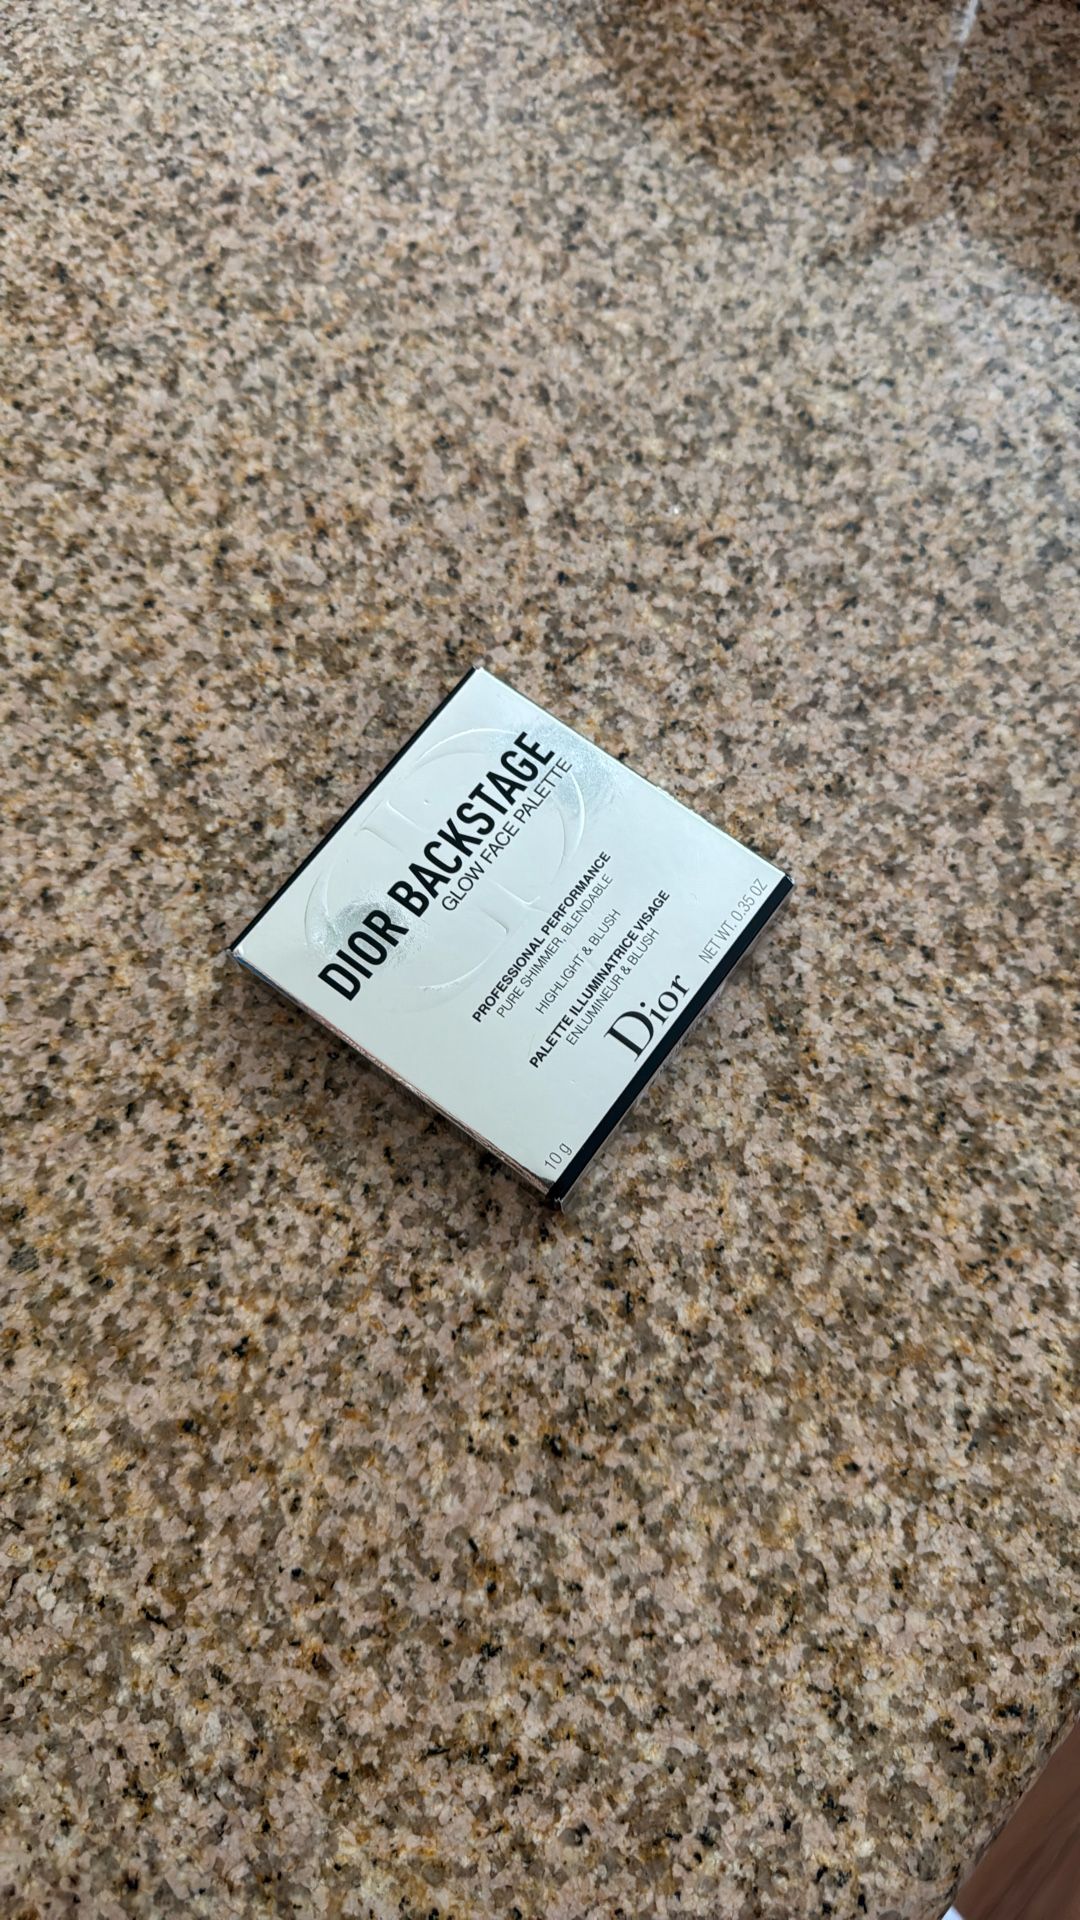 DIOR BACKSTAGE
GLOW FACE PALETTE
PROFESSIONAL PERFORMANCE
PURE SHIMMER, BLENDABLE
HIGHLIGHT & BLUSH
PALETTE ILLUMINATRICE VISAGE
ENLUMINEUR & BLUSH
Dior
10 g
NET WT. 0.35 OZ